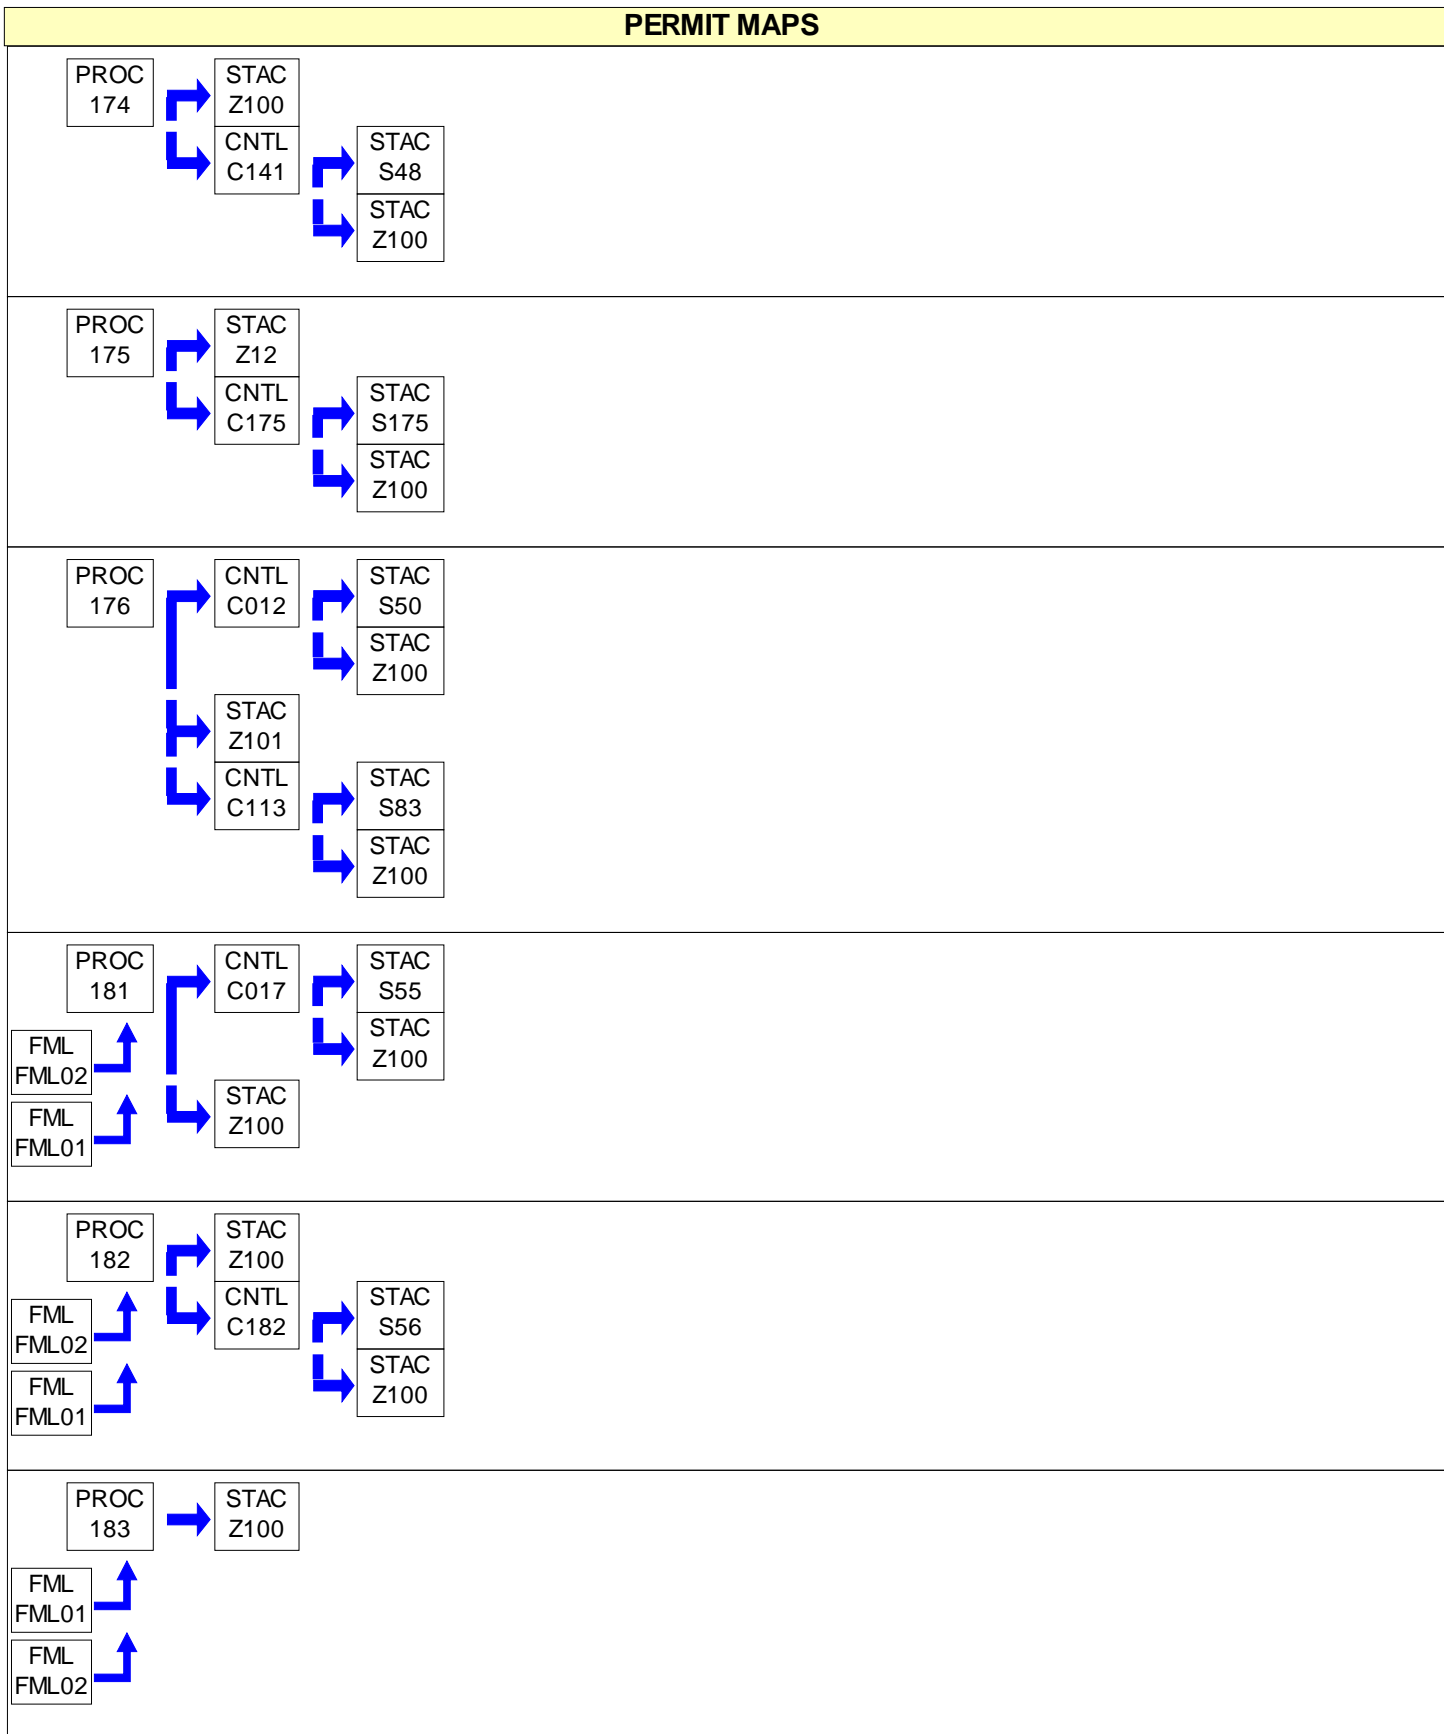 PERMIT MAPS
PROC
174
STAC
Z100
CNTL
C141
STAC
S48
STAC
Z100
PROC
175
STAC
Z12
CNTL
C175
STAC
S175
STAC
Z100
PROC
176
CNTL
C012
STAC
S50
STAC
Z100
STAC
Z101
CNTL
C113
STAC
S83
STAC
Z100
PROC
181
CNTL
C017
STAC
S55
STAC
Z100
FML
FML02
STAC
Z100
FML
FML01
PROC
182
STAC
Z100
CNTL
C182
STAC
S56
STAC
Z100
FML
FML02
FML
FML01
PROC
183
STAC
Z100
FML
FML01
FML
FML02